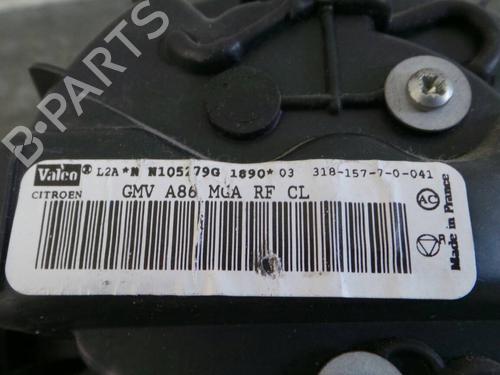 B-PARTS
Valeo® L2A *N N105279G 1890* 03 318-157-7-0-041
CITROEN GMV A86 MGA RF CL
AC
Made in France